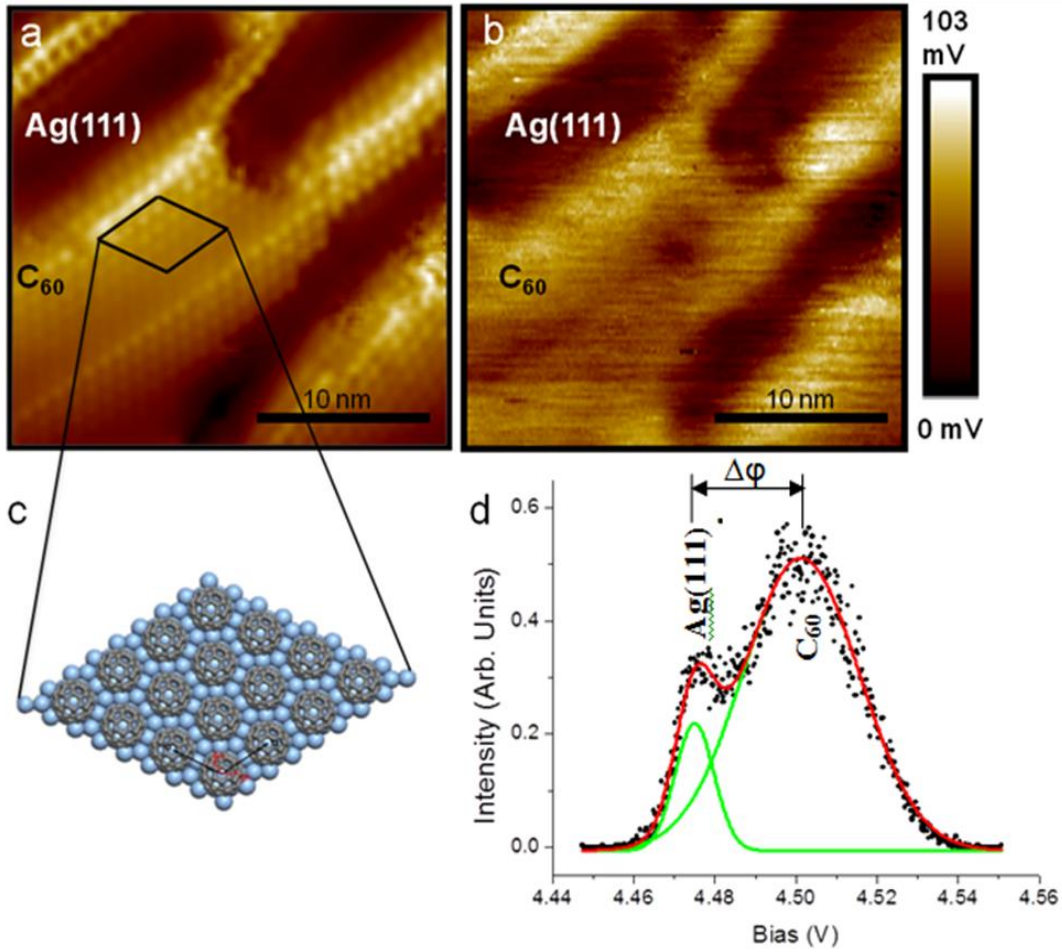 a
Ag(111)
C60
10 nm
b
Ag(111)
C60
10 nm
103
mV
0 mV
c
d
Δφ
Ag(111)
C60
Intensity (Arb. Units)
0.6
0.4
0.2
0.0
4.44 4.46 4.48 4.50 4.52 4.54 4.56
Bias (V)